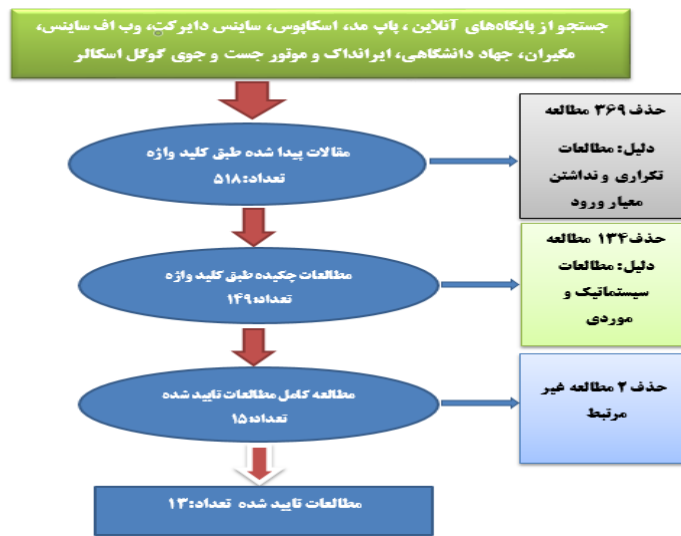 جستجو از پایگاه‌های آنلاین ، پاپ مد، اسکاپوس، ساینس دایرکت، وب اف ساینس،
مگیران، جهاد دانشگاهی، ایرانداک و موتور جست و جوی گوگل اسکالر
مقالات پیدا شده طبق کلید واژه
تعداد: ۵۱۸
حذف ۳۶۹ مطالعه
دلیل: مطالعات
تکراری و نداشتن
معیار ورود
مطالعات چکیده طبق کلید واژه
تعداد: ۱۴۹
حذف ۱۳۴ مطالعه
دلیل: مطالعات
سیستماتیک و
موردی
مطالعه کامل مطالعات تایید شده
تعداد: ۱۵
حذف ۲ مطالعه غیر
مرتبط
مطالعات تایید شده تعداد: ۱۳